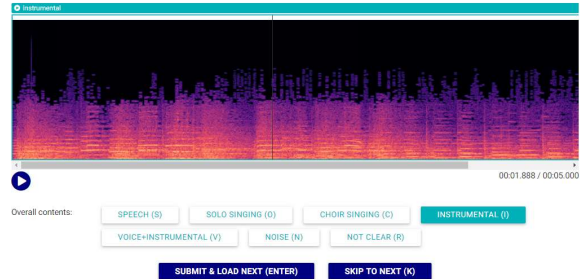 Instrumental
00:01.888 / 00:05.000
Overall contents:
SPEECH (S) SOLO SINGING (O) CHOIR SINGING (C) INSTRUMENTAL (I)
VOICE+INSTRUMENTAL (V) NOISE (N) NOT CLEAR (R)
SUBMIT & LOAD NEXT (ENTER) SKIP TO NEXT (K)